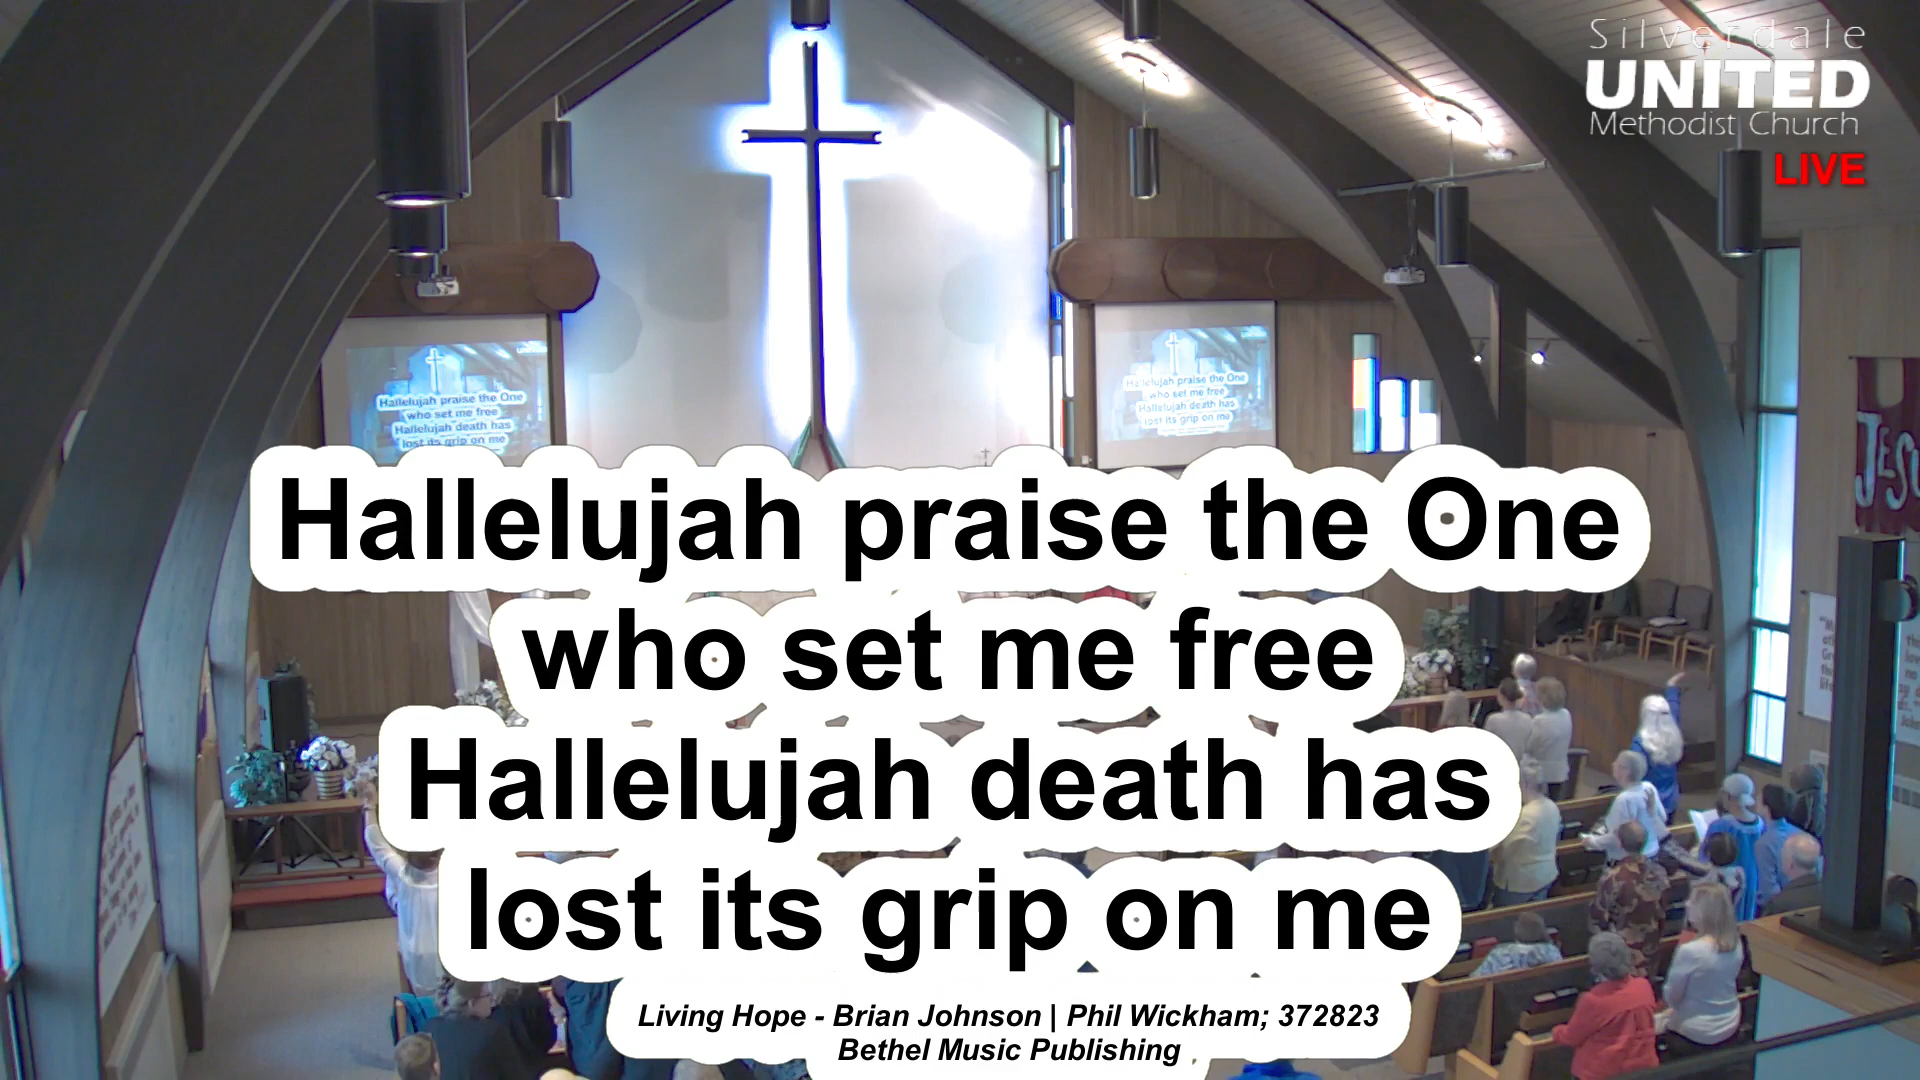 Silverdale
UNITED
Methodist Church
LIVE
Hallelujah praise the One
who set me free
Hallelujah death has
lost its grip on me
Hallelujah praise the One
who set me free
Hallelujah death has
lost its grip on me
JESU
Hallelujah praise the One
who set me free
Hallelujah death has
lost its grip on me
Living Hope - Brian Johnson | Phil Wickham; 372823
Bethel Music Publishing